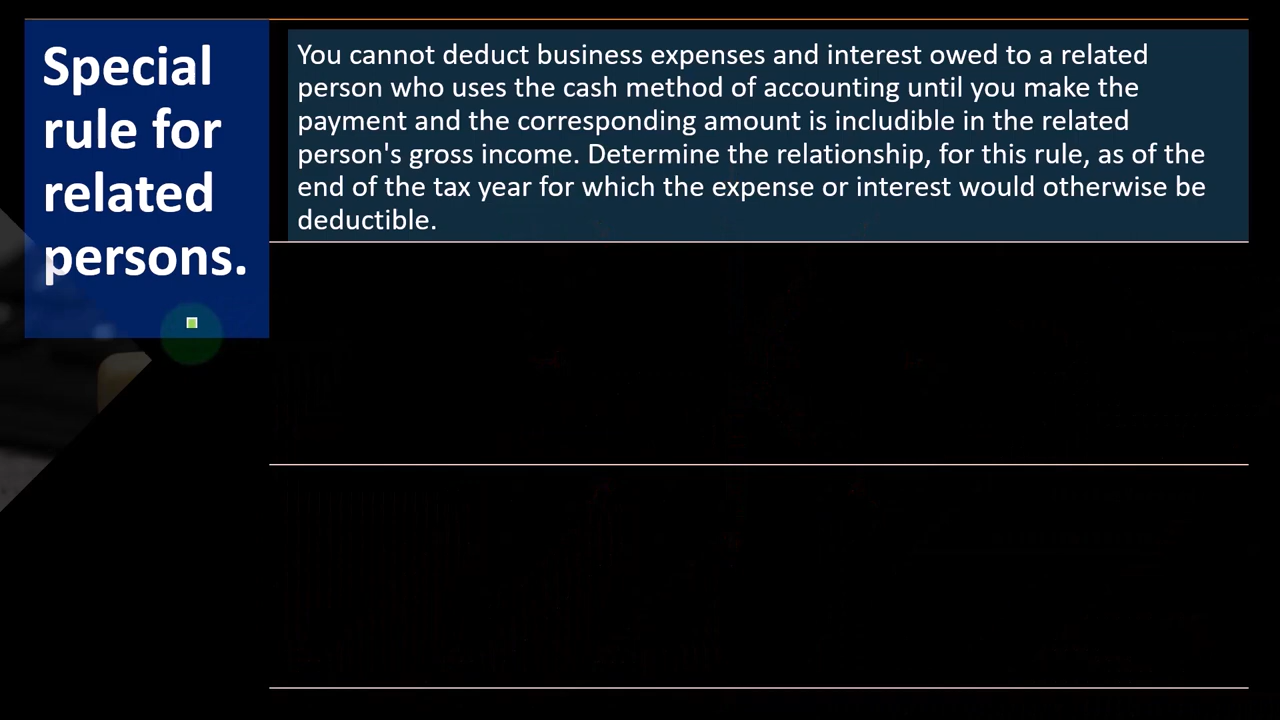 Special
rule for
related
persons.
You cannot deduct business expenses and interest owed to a related
person who uses the cash method of accounting until you make the
payment and the corresponding amount is includible in the related
person's gross income. Determine the relationship, for this rule, as of the
end of the tax year for which the expense or interest would otherwise be
deductible.